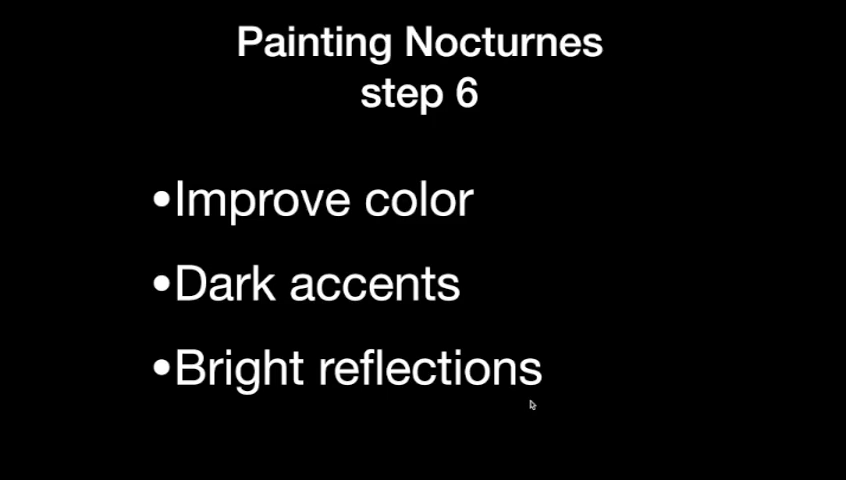 Painting Nocturnes
step 6
•Improve color
•Dark accents
•Bright reflections